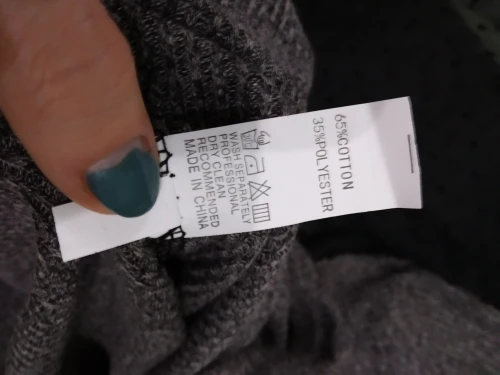 65%COTTON
35%POLYESTER
WASH SEPARATELY
PROFESSIONAL
DRY CLEAN
RECOMMENDED
MADE IN CHINA